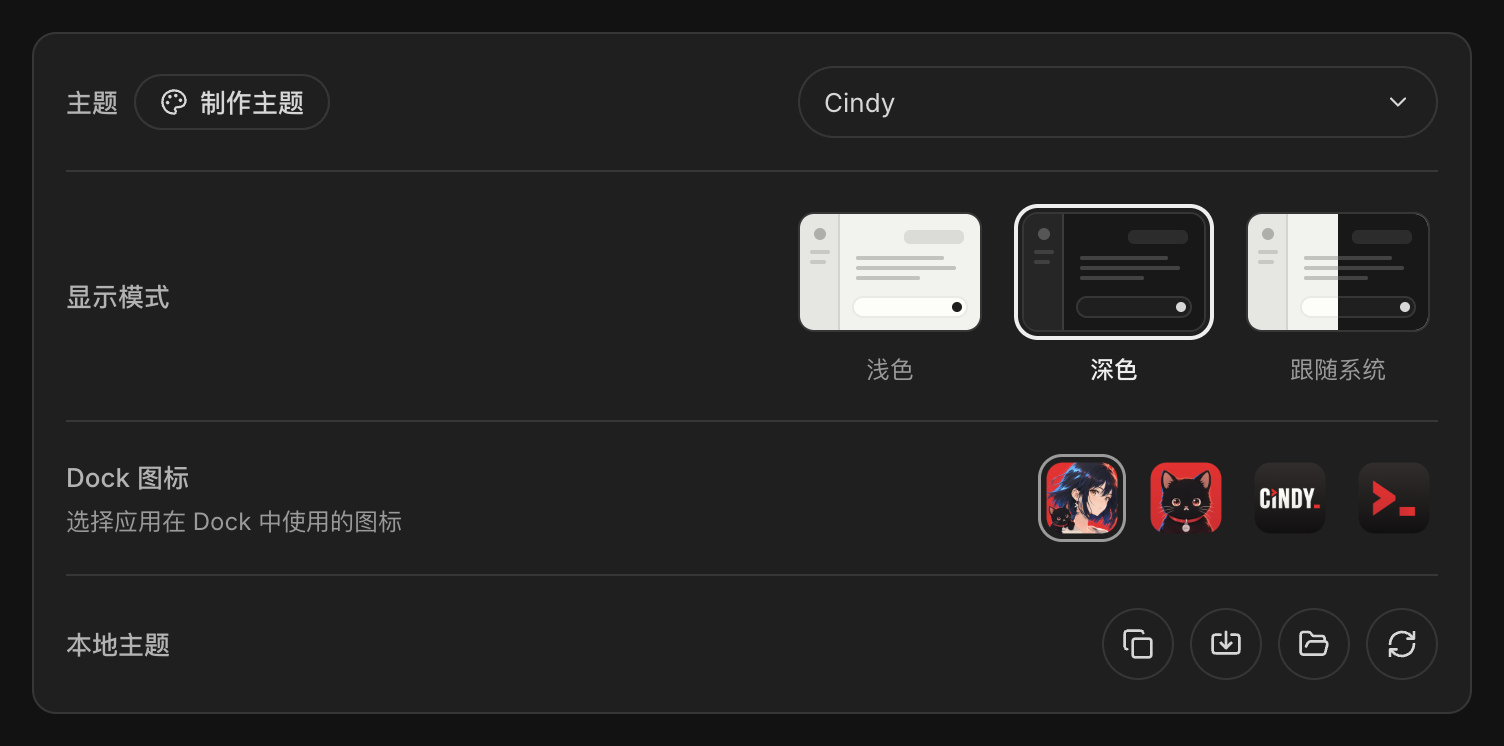 主题
制作主题
Cindy
显示模式
浅色
深色
跟随系统
Dock 图标
选择应用在 Dock 中使用的图标
CiNDY_
>_
本地主题